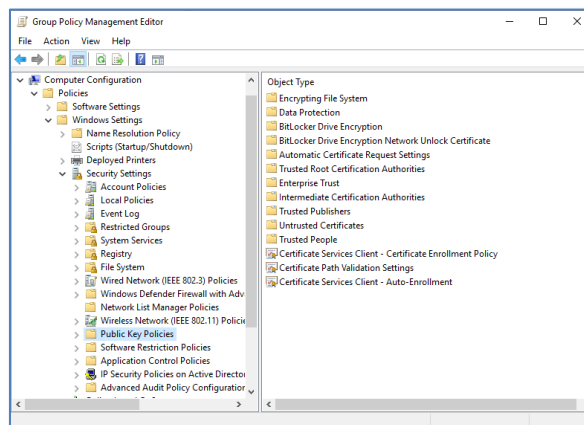 Group Policy Management Editor
File Action View Help
Computer Configuration
Policies
Software Settings
Windows Settings
Name Resolution Policy
Scripts (Startup/Shutdown)
Deployed Printers
Security Settings
Account Policies
Local Policies
Event Log
Restricted Groups
System Services
Registry
File System
Wired Network (IEEE 802.3) Policies
Windows Defender Firewall with Adv
Network List Manager Policies
Wireless Network (IEEE 802.11) Policie
Public Key Policies
Software Restriction Policies
Application Control Policies
IP Security Policies on Active Director
Advanced Audit Policy Configuration
Object Type
Encrypting File System
Data Protection
BitLocker Drive Encryption
BitLocker Drive Encryption Network Unlock Certificate
Automatic Certificate Request Settings
Trusted Root Certification Authorities
Enterprise Trust
Intermediate Certification Authorities
Trusted Publishers
Untrusted Certificates
Trusted People
Certificate Services Client - Certificate Enrollment Policy
Certificate Path Validation Settings
Certificate Services Client - Auto-Enrollment